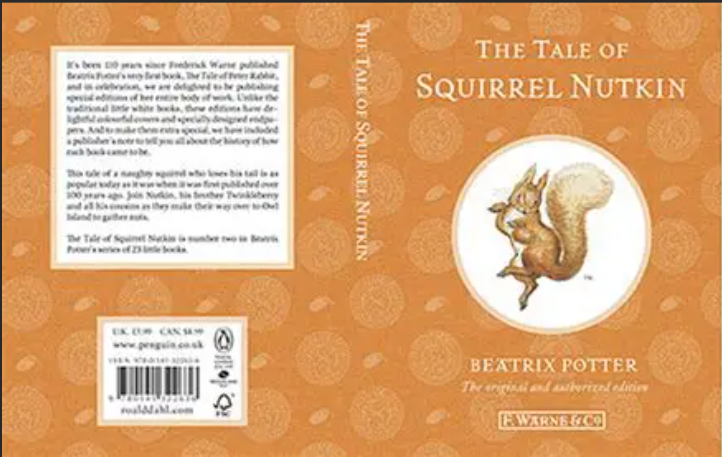 It's been 110 years since Frederick Warne published
Beatrix Potter's very first book, The Tale of Peter Rabbit,
and in celebration, we are delighted to be publishing
special editions of her entire body of work. Unlike the
traditional little white books, these editions have de-
lightful colourful covers and specially designed endpa-
pers. And to make them extra special, we have included
a publisher's note to tell you all about the history of how
each book came to be.
This tale of a naughty squirrel who loses his tail is as
popular today as it was when it was first published over
100 years ago. Join Nutkin, his brother Twinkleberry
and all his cousins as they make their way over to Owl
Island to gather nuts.
The Tale of Squirrel Nutkin is number two in Beatrix
Potter's series of 23 little books.
U.K. £7.99 CAN. $8.99
www.penguin.co.uk
roalddahl.com
FSC
THE TALE OF SQUIRREL NUTKIN
THE TALE OF
SQUIRREL NUTKIN
BEATRIX POTTER
The original and authorized edition
F. WARNE & Co